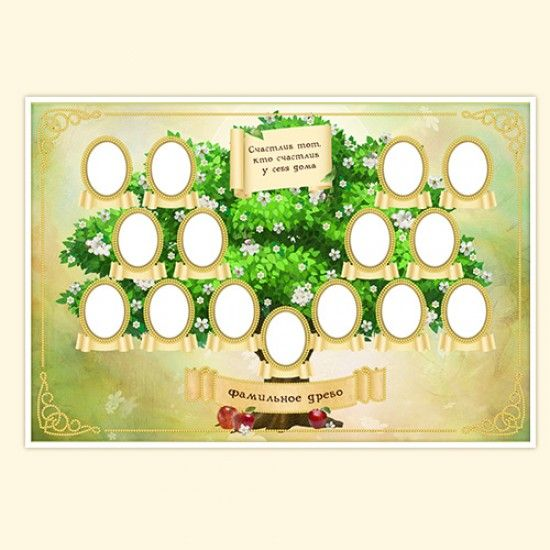 Счастлив тот,
кто счастлив
у себя дома
Фамильное древо